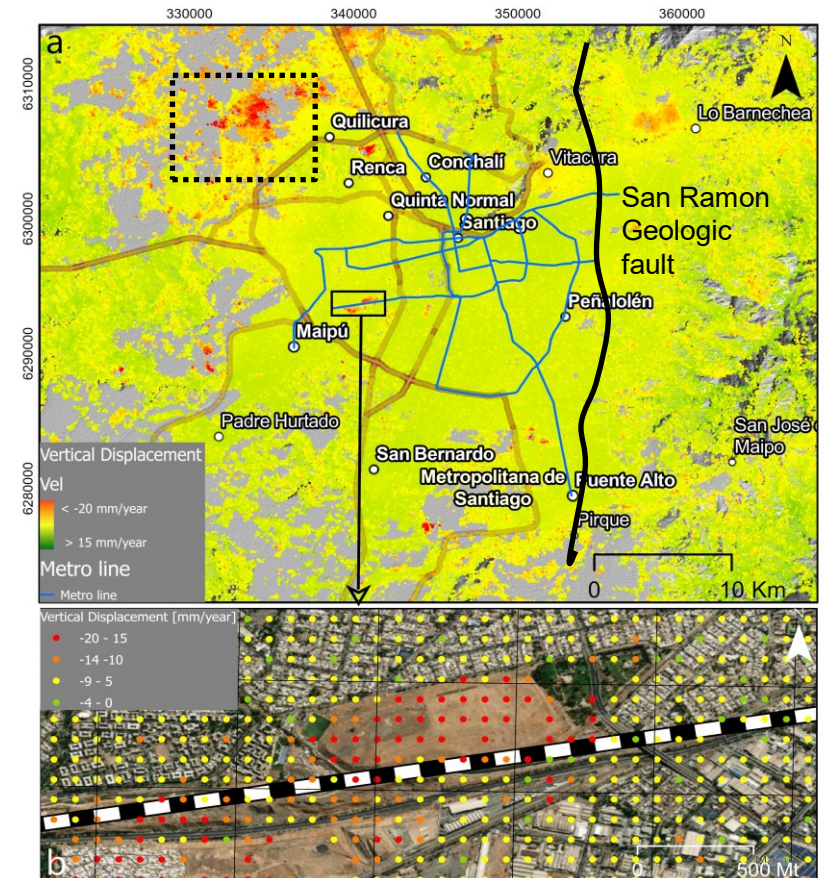 330000
340000
350000
360000
a
N
6310000
6300000
6290000
6280000
Lo Barnechea
Quilicura
Renca
Conchalí
Vitacura
Quinta Normal
Santiago
San Ramon
Geologic
fault
Peñalolén
Maipú
Padre Hurtado
San José
Maipo
San Bernardo
Metropolitana de
Santiago
Puente Alto
Pirque
Vertical Displacement
Vel
< -20 mm/year
> 15 mm/year
Metro line
Metro line
0 10 Km
Vertical Displacement [mm/year]
-20 - 15
-14 -10
-9 - 5
-4 - 0
N
b
0 500 Mt